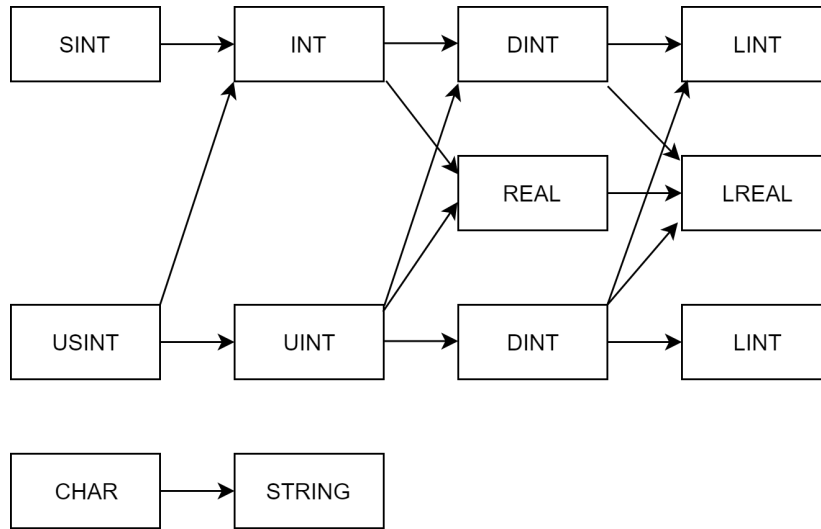 SINT INT DINT LINT
REAL LREAL
USINT UINT DINT LINT
CHAR STRING